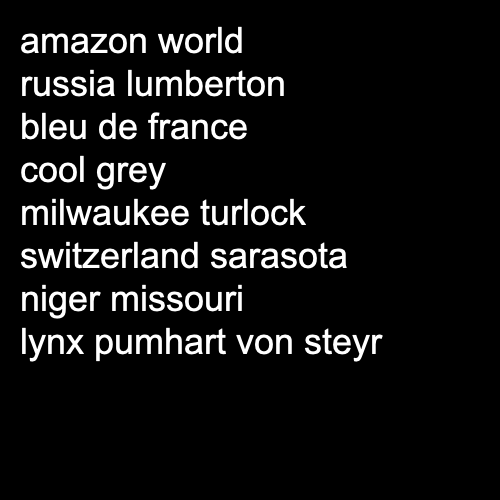 amazon world
russia lumberton
bleu de france
cool grey
milwaukee turlock
switzerland sarasota
niger missouri
lynx pumhart von steyr